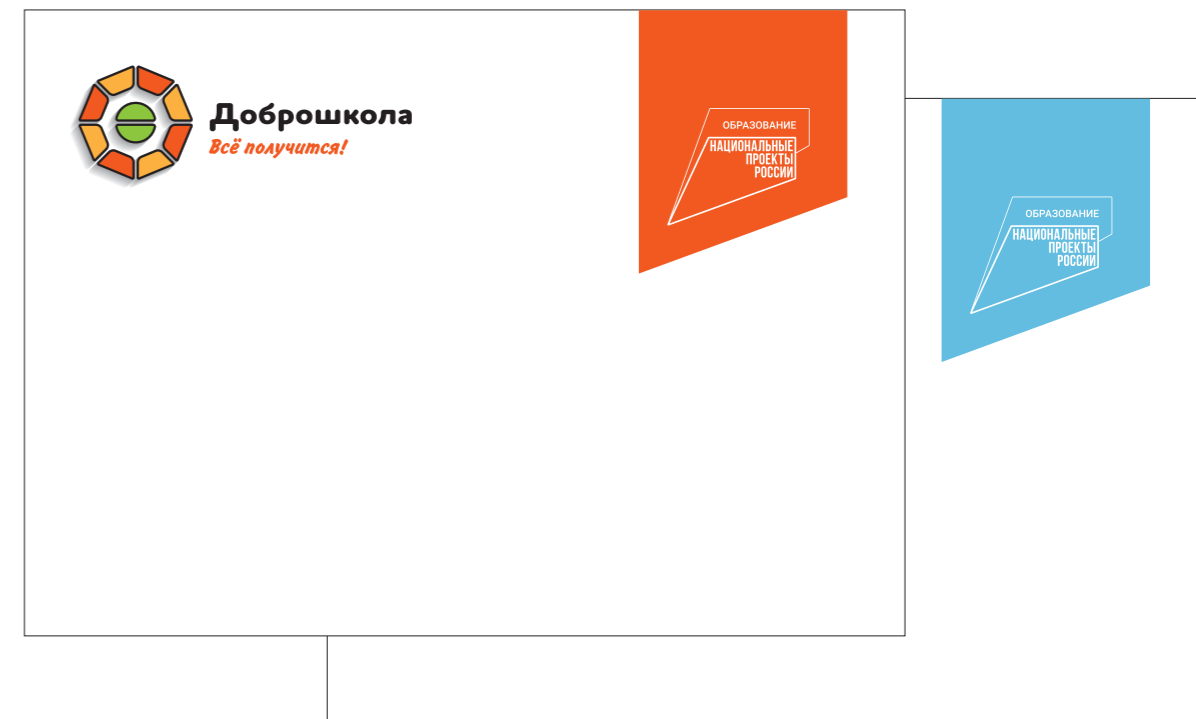 Доброшкола
Всё получится!
ОБРАЗОВАНИЕ
НАЦИОНАЛЬНЫЕ
ПРОЕКТЫ
РОССИИ
ОБРАЗОВАНИЕ
НАЦИОНАЛЬНЫЕ
ПРОЕКТЫ
РОССИИ